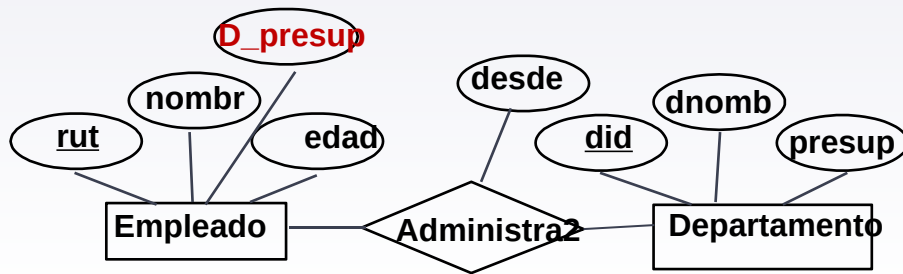 D_presup
desde
nombr
dnomb
rut
edad
did
presup
Empleado
Administra2
Departamento